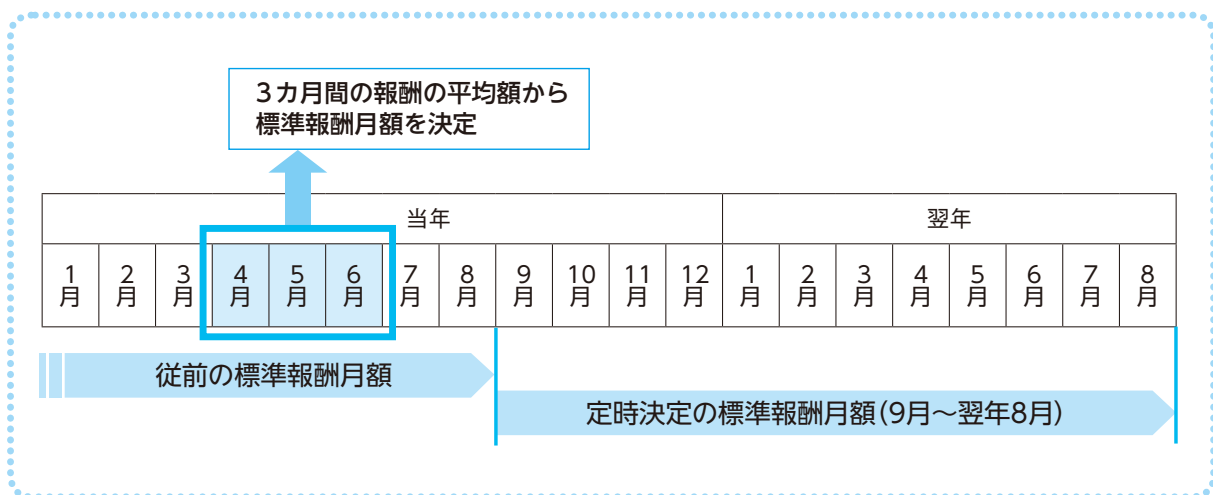 3カ月間の報酬の平均額から
標準報酬月額を決定
当年 翌年
1月 2月 3月 4月 5月 6月 7月 8月 9月 10月 11月 12月 1月 2月 3月 4月 5月 6月 7月 8月
従前の標準報酬月額
定時決定の標準報酬月額(9月〜翌年8月)